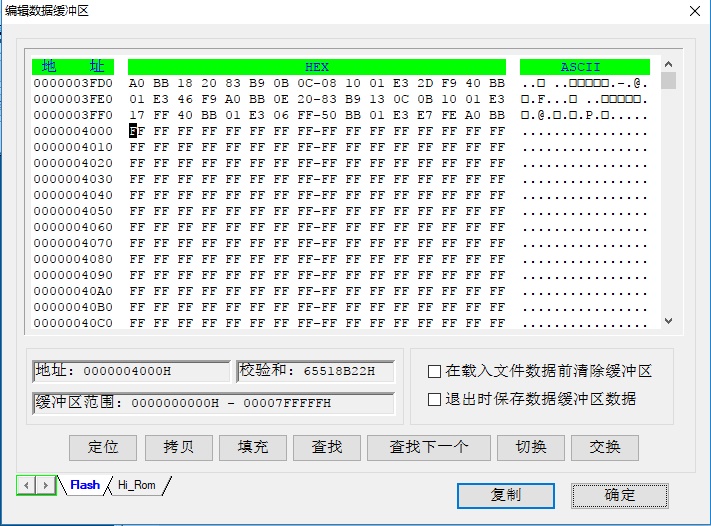 编辑数据缓冲区
地 址 HEX ASCII
0000003FD0 A0 BB 18 20 83 B9 0B 0C-08 10 01 E3 2D F9 40 BB ..□ ..□□□□□.-.@.
0000003FE0 01 E3 46 F9 A0 BB 0E 20-83 B9 13 0C 0B 10 01 E3 □.F...□ ..□□□□□.
0000003FF0 17 FF 40 BB 01 E3 06 FF-50 BB 01 E3 E7 FE A0 BB □.@.□.□.P.□.....
0000004000 FF FF FF FF FF FF FF FF-FF FF FF FF FF FF FF FF ................
0000004010 FF FF FF FF FF FF FF FF-FF FF FF FF FF FF FF FF ................
0000004020 FF FF FF FF FF FF FF FF-FF FF FF FF FF FF FF FF ................
0000004030 FF FF FF FF FF FF FF FF-FF FF FF FF FF FF FF FF ................
0000004040 FF FF FF FF FF FF FF FF-FF FF FF FF FF FF FF FF ................
0000004050 FF FF FF FF FF FF FF FF-FF FF FF FF FF FF FF FF ................
0000004060 FF FF FF FF FF FF FF FF-FF FF FF FF FF FF FF FF ................
0000004070 FF FF FF FF FF FF FF FF-FF FF FF FF FF FF FF FF ................
0000004080 FF FF FF FF FF FF FF FF-FF FF FF FF FF FF FF FF ................
0000004090 FF FF FF FF FF FF FF FF-FF FF FF FF FF FF FF FF ................
00000040A0 FF FF FF FF FF FF FF FF-FF FF FF FF FF FF FF FF ................
00000040B0 FF FF FF FF FF FF FF FF-FF FF FF FF FF FF FF FF ................
00000040C0 FF FF FF FF FF FF FF FF-FF FF FF FF FF FF FF FF ................
地址: 0000004000H 校验和: 65518B22H
在载入文件数据前清除缓冲区
缓冲区范围: 0000000000H - 00007FFFFFH
退出时保存数据缓冲区数据
定位 拷贝 填充 查找 查找下一个 切换 交换
Flash Hi_Rom
复制 确定